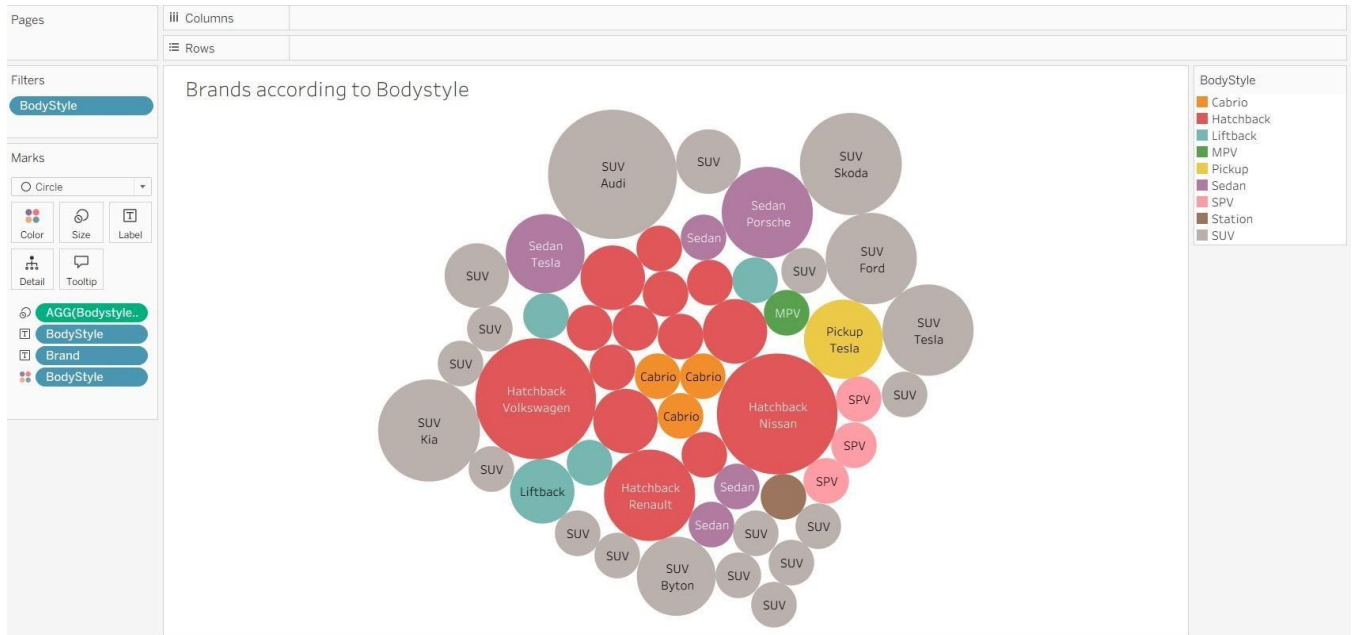 Pages
Columns
Rows
Filters
BodyStyle
Marks
Circle
Color
Size
Label
Detail
Tooltip
AGG(Bodystyle..
BodyStyle
Brand
BodyStyle
Brands according to Bodystyle
SUV
Audi
SUV
SUV
Skoda
Sedan
Porsche
Sedan
Sedan
Tesla
SUV
Ford
SUV
SUV
MPV
SUV
Pickup
Tesla
SUV
Tesla
SUV
Cabrio
Cabrio
Cabrio
Hatchback
Volkswagen
Hatchback
Nissan
SPV
SUV
SUV
Kia
SPV
SUV
SPV
Liftback
Hatchback
Renault
Sedan
Sedan
SUV
SUV
SUV
SUV
SUV
Byton
SUV
SUV
SUV
BodyStyle
Cabrio
Hatchback
Liftback
MPV
Pickup
Sedan
SPV
Station
SUV